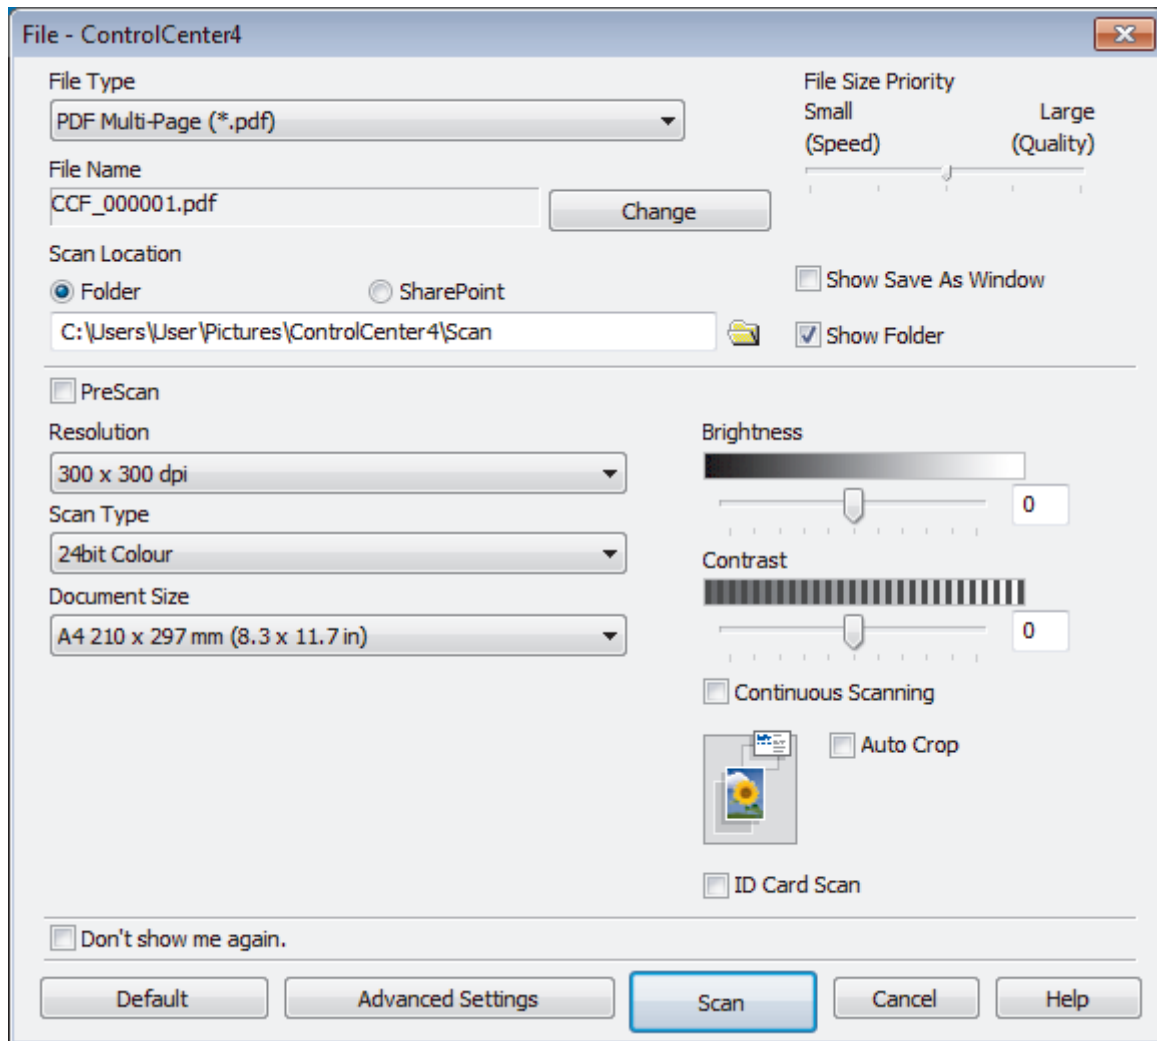 File - ControlCenter4
File Type
PDF Multi-Page (*.pdf)
File Size Priority
Small Large
(Speed) (Quality)
File Name
CCF_000001.pdf
Change
Scan Location
Folder SharePoint
C:\Users\User\Pictures\ControlCenter4\Scan
Show Save As Window
Show Folder
PreScan
Resolution
300 x 300 dpi
Scan Type
24bit Colour
Document Size
A4 210 x 297 mm (8.3 x 11.7 in)
Brightness
0
Contrast
0
Continuous Scanning
Auto Crop
ID Card Scan
Don't show me again.
Default Advanced Settings Scan Cancel Help